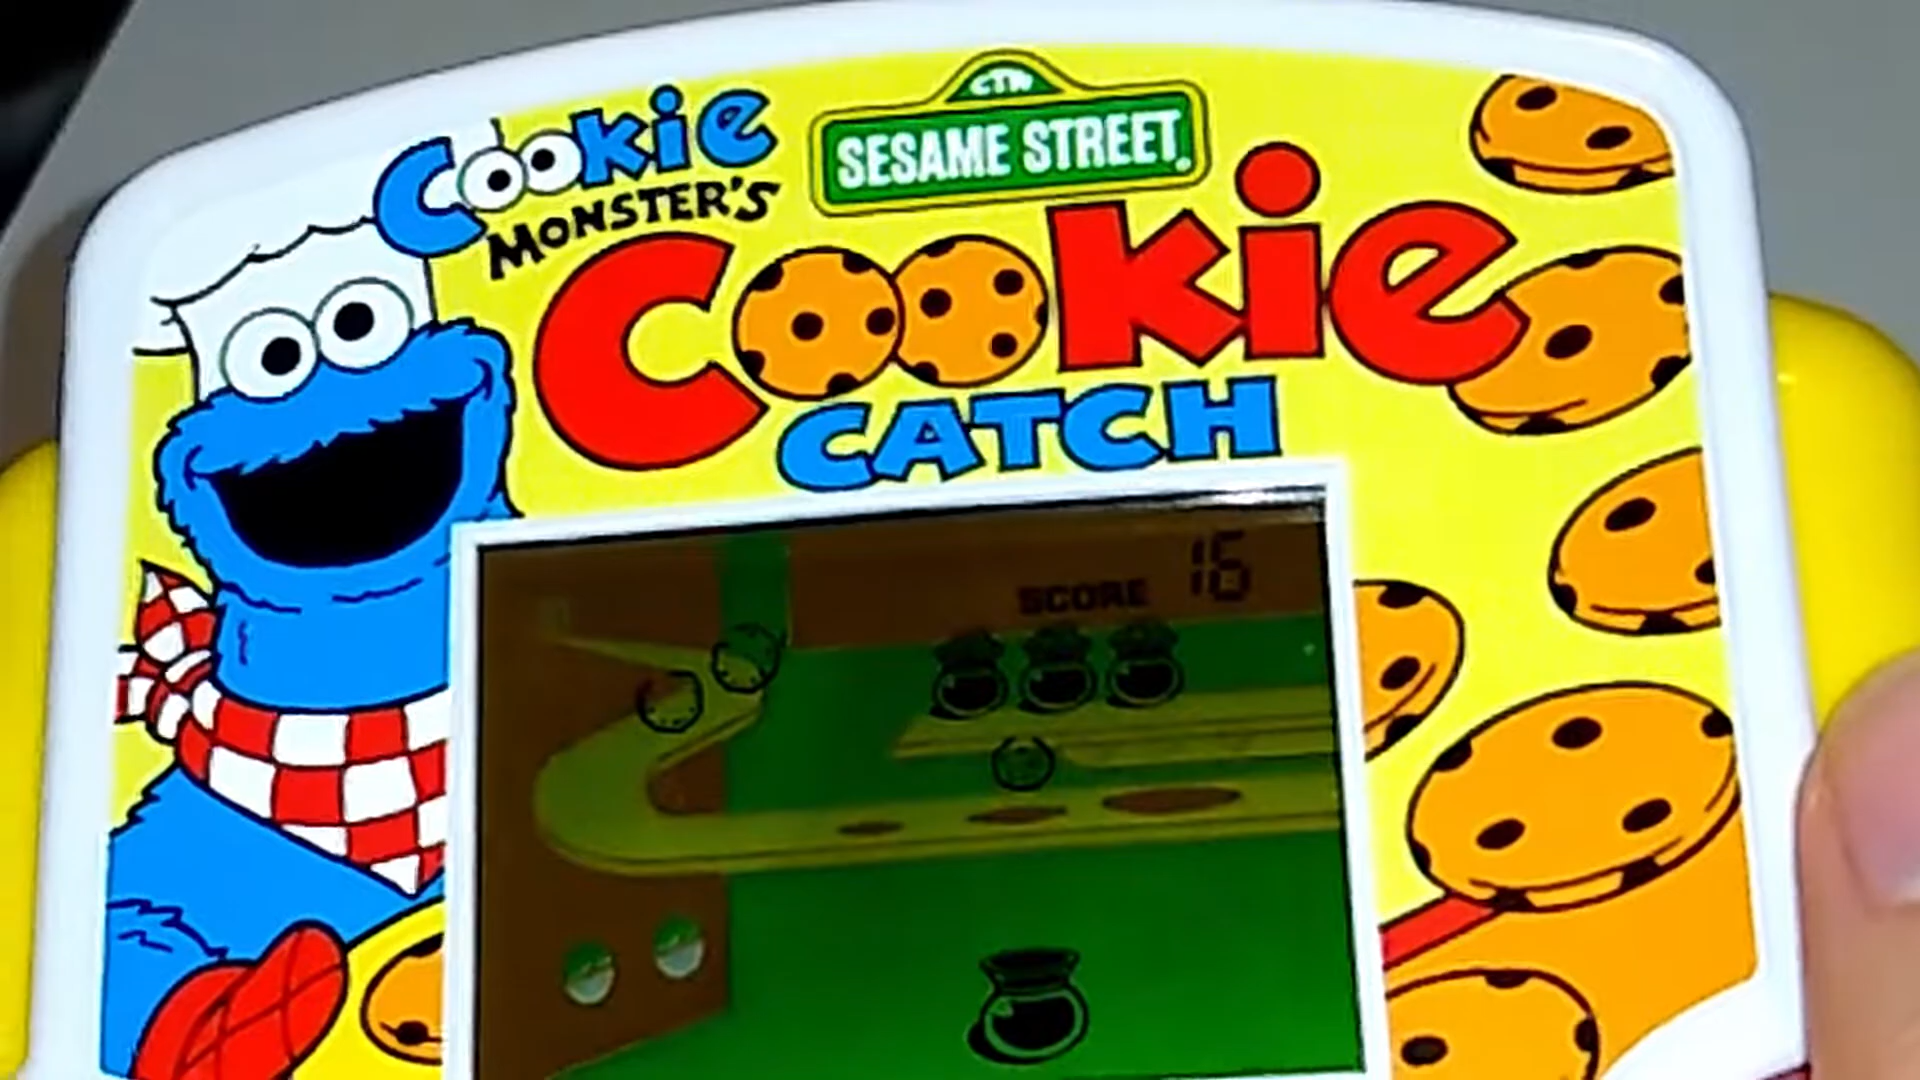 CTW
SESAME STREET.
Cookie
MONSTER'S
Cookie
CATCH
SCORE 16